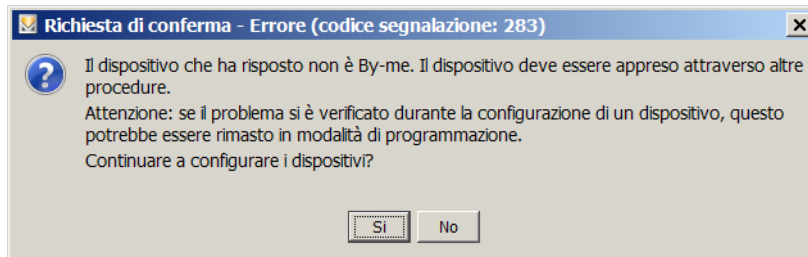 Richiesta di conferma - Errore (codice segnalazione: 283)
Il dispositivo che ha risposto non è By-me. Il dispositivo deve essere appreso attraverso altre
procedure.
Attenzione: se il problema si è verificato durante la configurazione di un dispositivo, questo
potrebbe essere rimasto in modalità di programmazione.
Continuare a configurare i dispositivi?
Si No